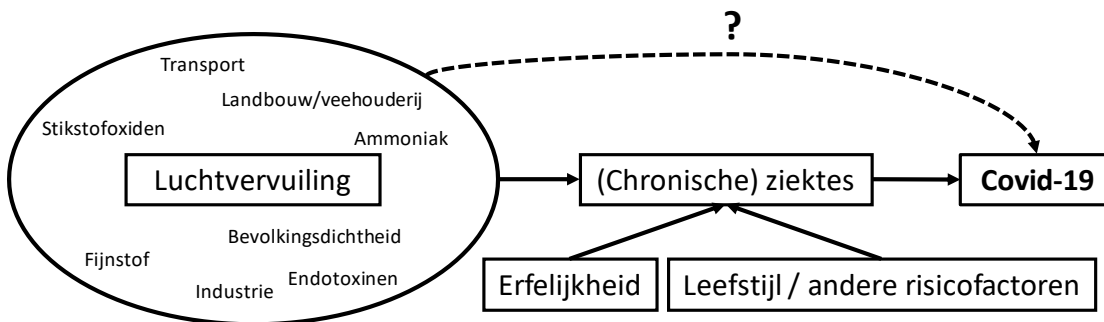 ?
Transport
Landbouw/veehouderij
Stikstofoxiden
Ammoniak
Luchtvervuiling
(Chronische) ziektes
Covid-19
Bevolkingsdichtheid
Fijnstof
Endotoxinen
Industrie
Erfelijkheid
Leefstijl / andere risicofactoren